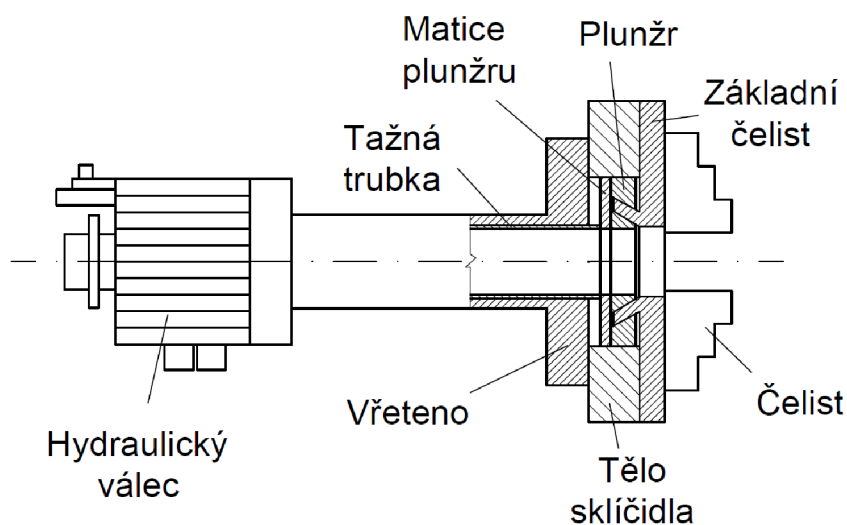 Matice
plunžru
Plunžr
Základní
čelist
Tažná
trubka
Vřeteno
Čelist
Hydraulický
válec
Tělo
sklíčidla